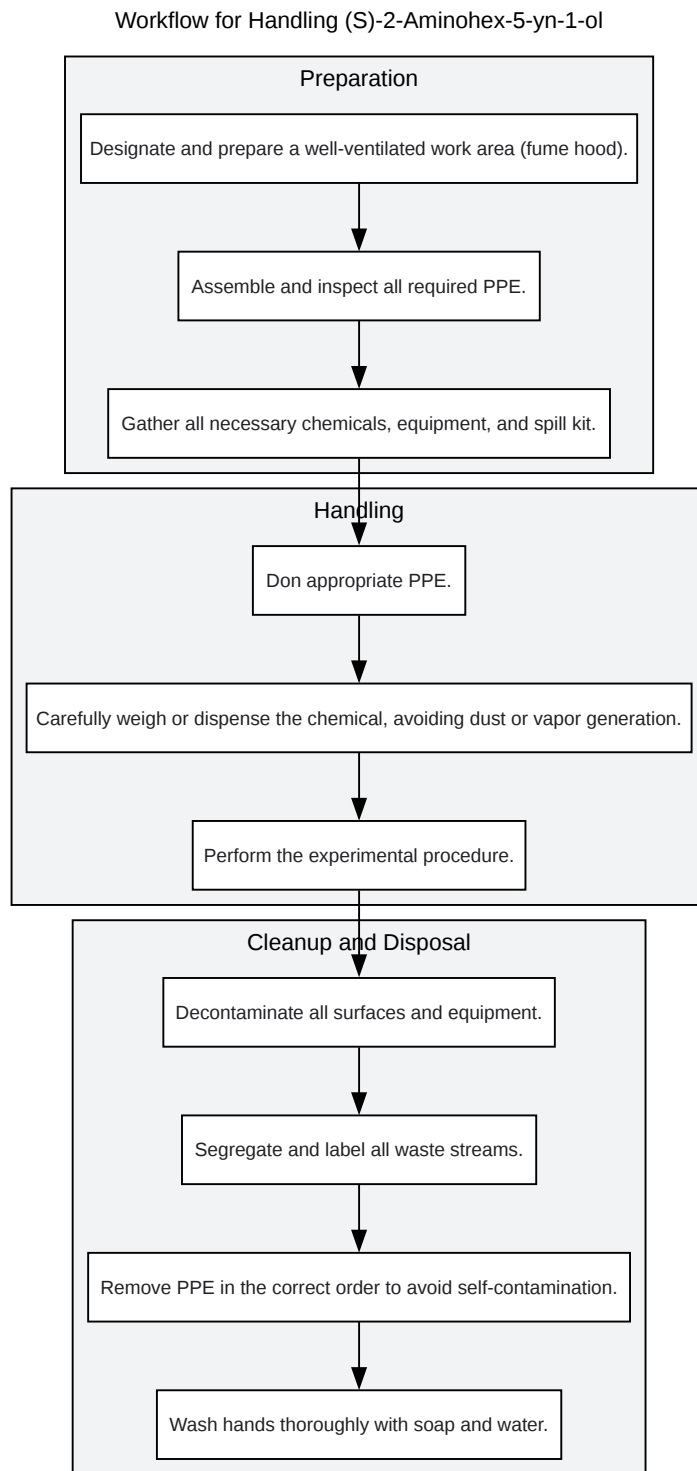 Workflow for Handling (S)-2-Aminohex-5-yn-1-ol
Preparation
Designate and prepare a well-ventilated work area (fume hood).
Assemble and inspect all required PPE.
Gather all necessary chemicals, equipment, and spill kit.
Handling
Don appropriate PPE.
Carefully weigh or dispense the chemical, avoiding dust or vapor generation.
Perform the experimental procedure.
Cleanup and Disposal
Decontaminate all surfaces and equipment.
Segregate and label all waste streams.
Remove PPE in the correct order to avoid self-contamination.
Wash hands thoroughly with soap and water.